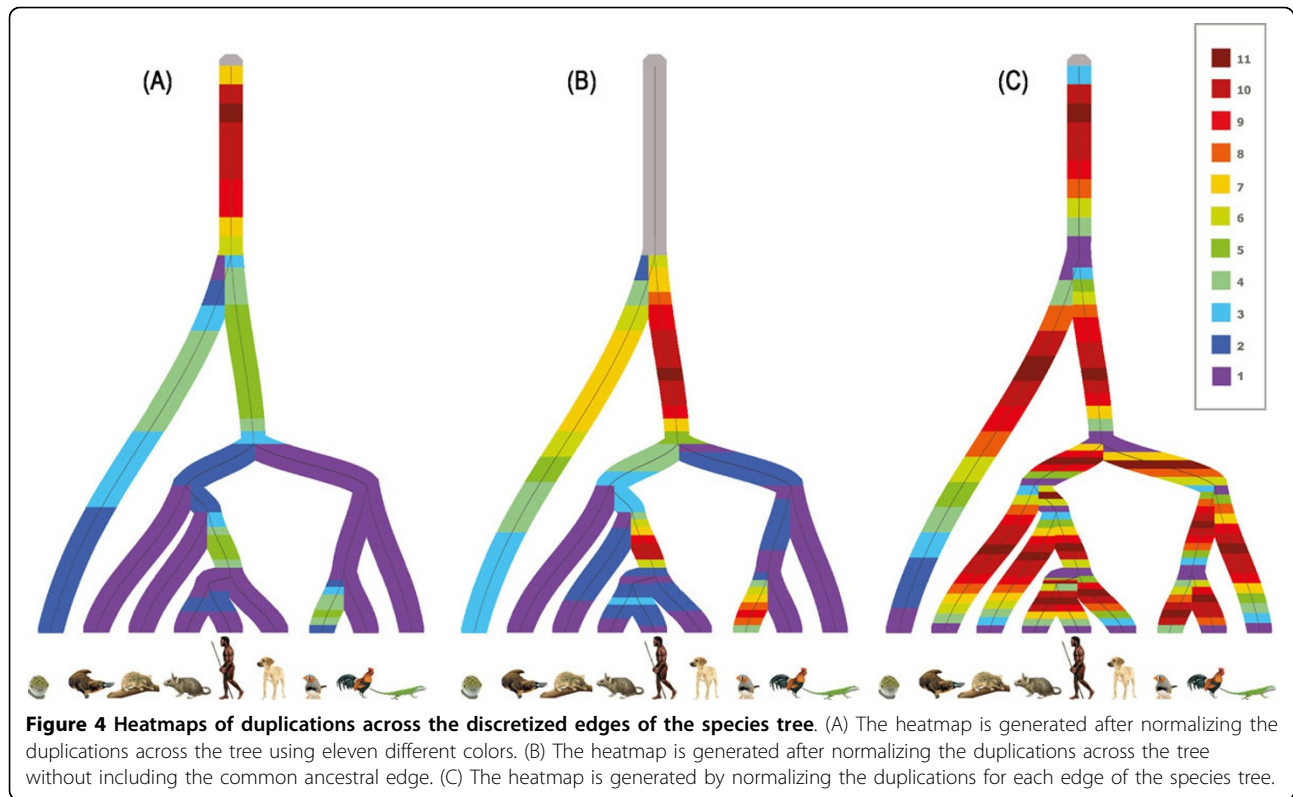 (A)
(B)
(C)
11
10
9
8
7
6
5
4
3
2
1
Figure 4 Heatmaps of duplications across the discretized edges of the species tree. (A) The heatmap is generated after normalizing the
duplications across the tree using eleven different colors. (B) The heatmap is generated after normalizing the duplications across the tree
without including the common ancestral edge. (C) The heatmap is generated by normalizing the duplications for each edge of the species tree.